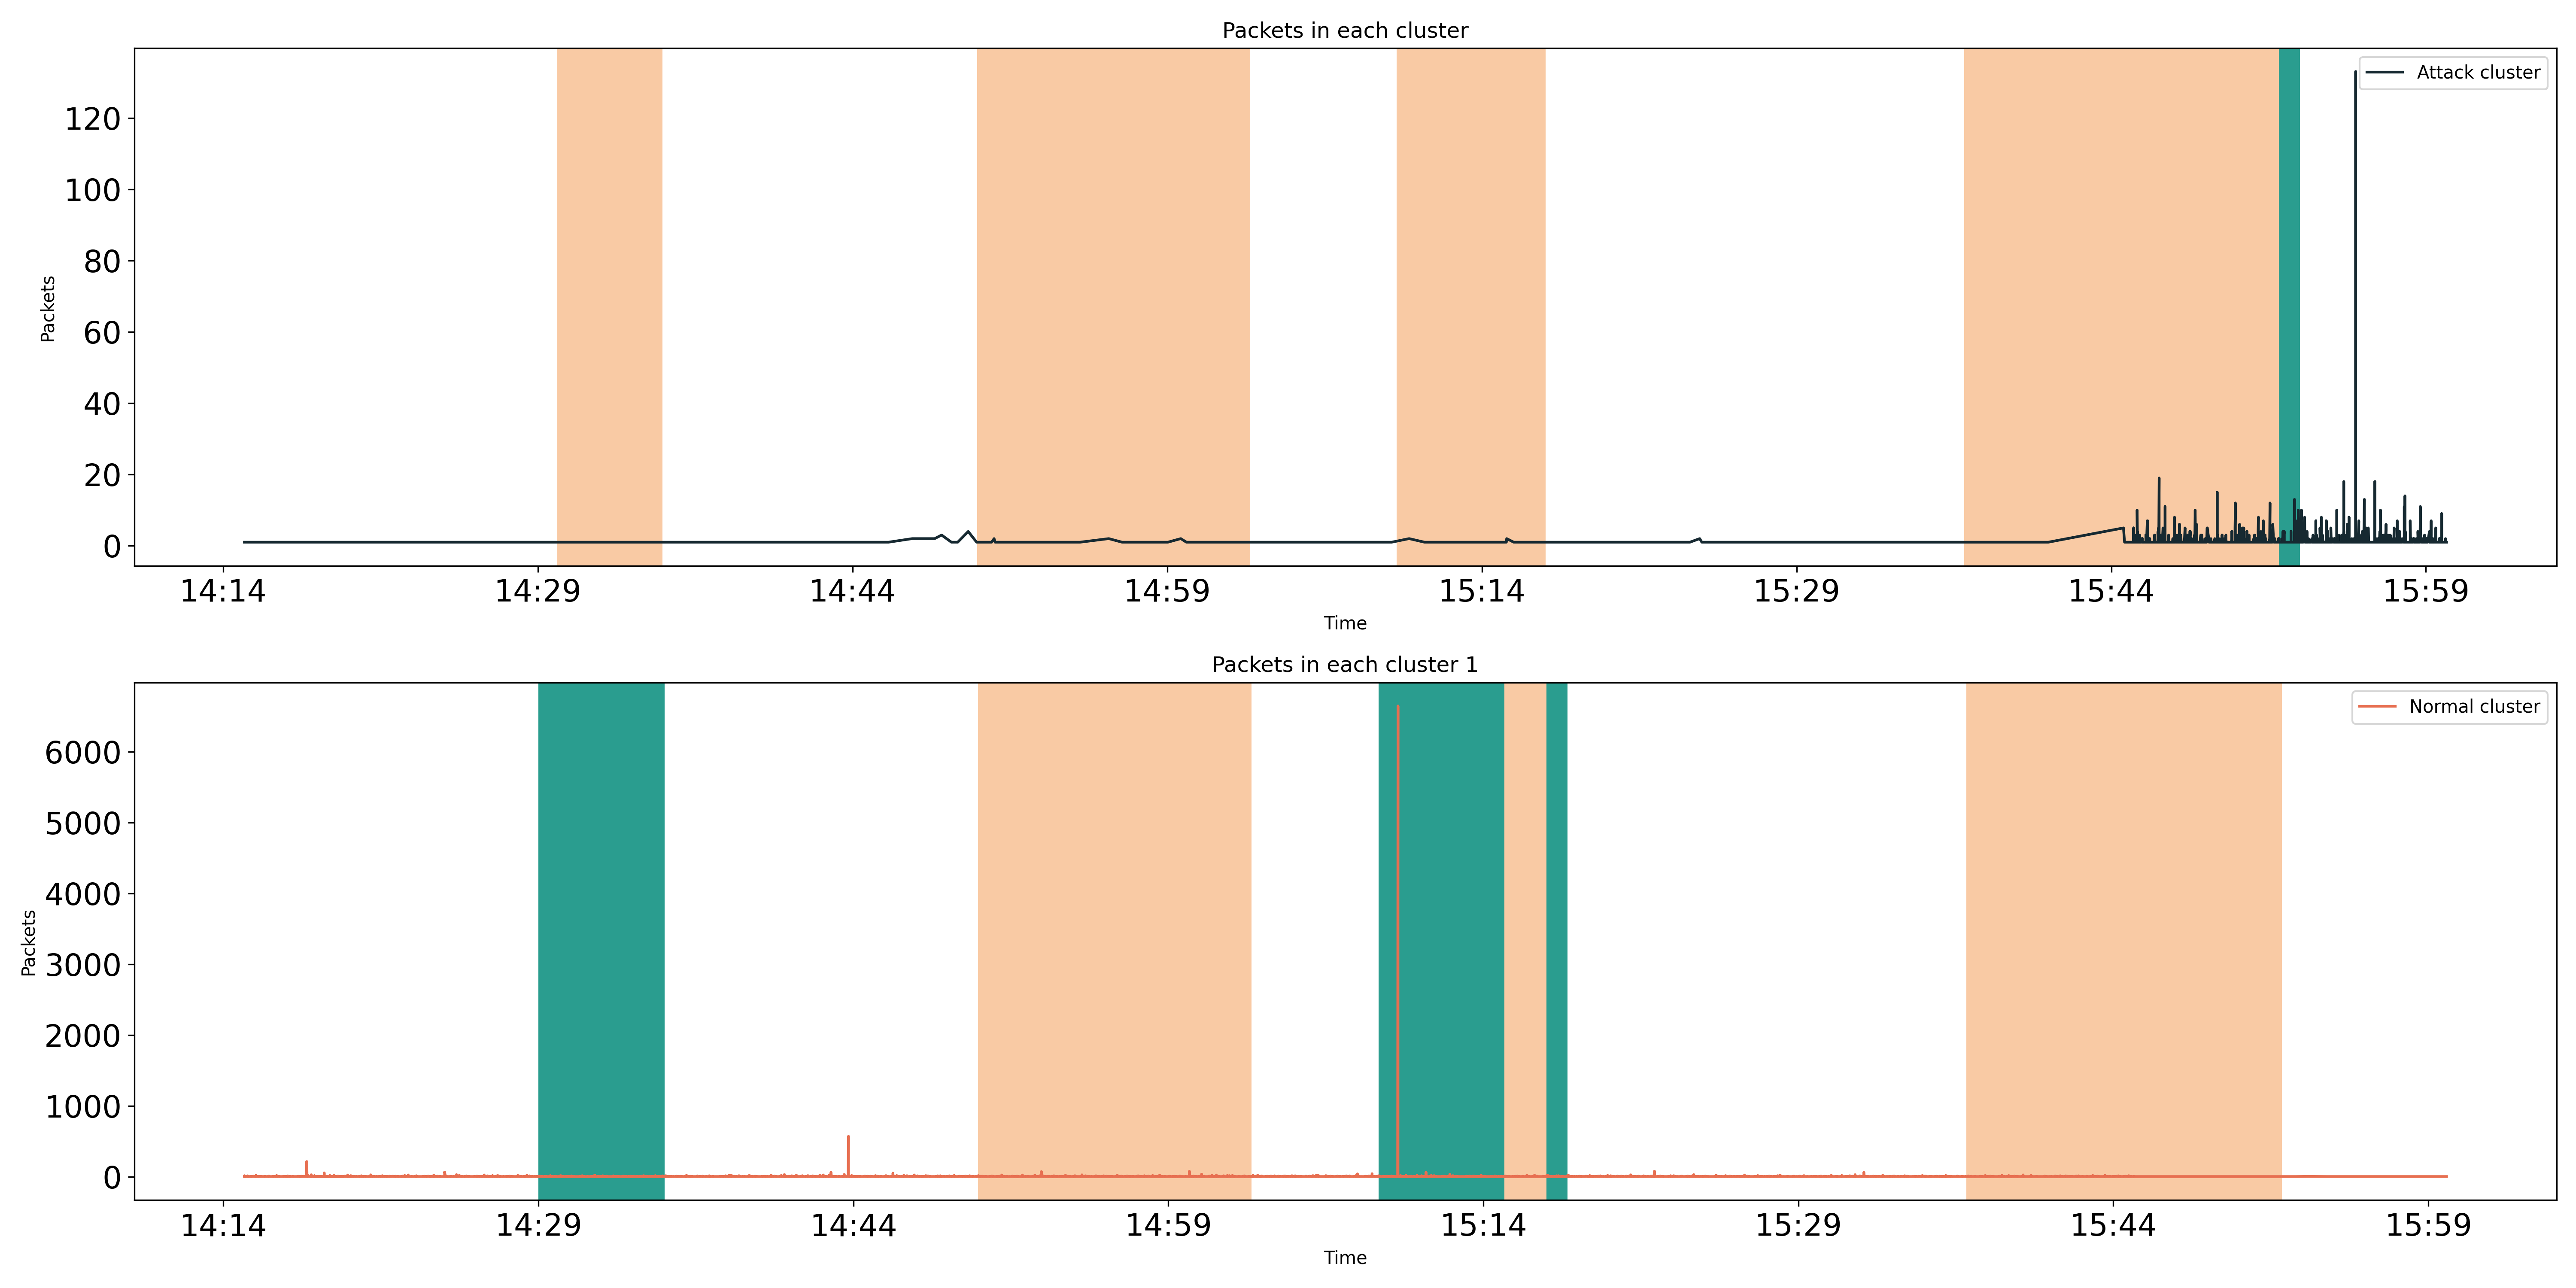 Packets in each cluster
Attack cluster
120
100
80
60
40
20
0
Packets
14:14 14:29 14:44 14:59 15:14 15:29 15:44 15:59
Time
Packets in each cluster 1
Normal cluster
6000
5000
4000
3000
2000
1000
0
Packets
14:14 14:29 14:44 14:59 15:14 15:29 15:44 15:59
Time